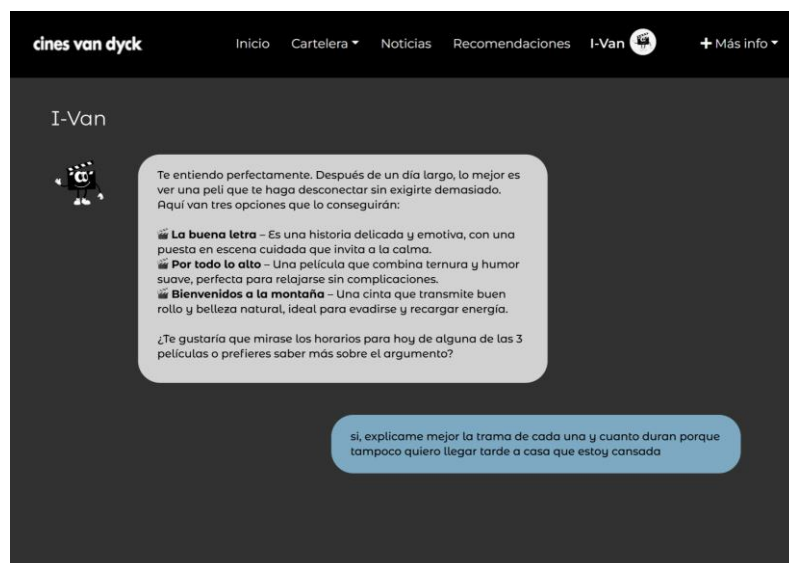 cines van dyck
Inicio Cartelera Noticias Recomendaciones I-Van + Más info
I-Van
Te entiendo perfectamente. Después de un día largo, lo mejor es
ver una peli que te haga desconectar sin exigirte demasiado.
Aquí van tres opciones que lo conseguirán:
🎬 La buena letra – Es una historia delicada y emotiva, con una
puesta en escena cuidada que invita a la calma.
🎬 Por todo lo alto – Una película que combina ternura y humor
suave, perfecta para relajarse sin complicaciones.
🎬 Bienvenidos a la montaña – Una cinta que transmite buen
rollo y belleza natural, ideal para evadirse y recargar energía.
¿Te gustaría que mirase los horarios para hoy de alguna de las 3
películas o prefieres saber más sobre el argumento?
si, explicame mejor la trama de cada una y cuanto duran porque
tampoco quiero llegar tarde a casa que estoy cansada